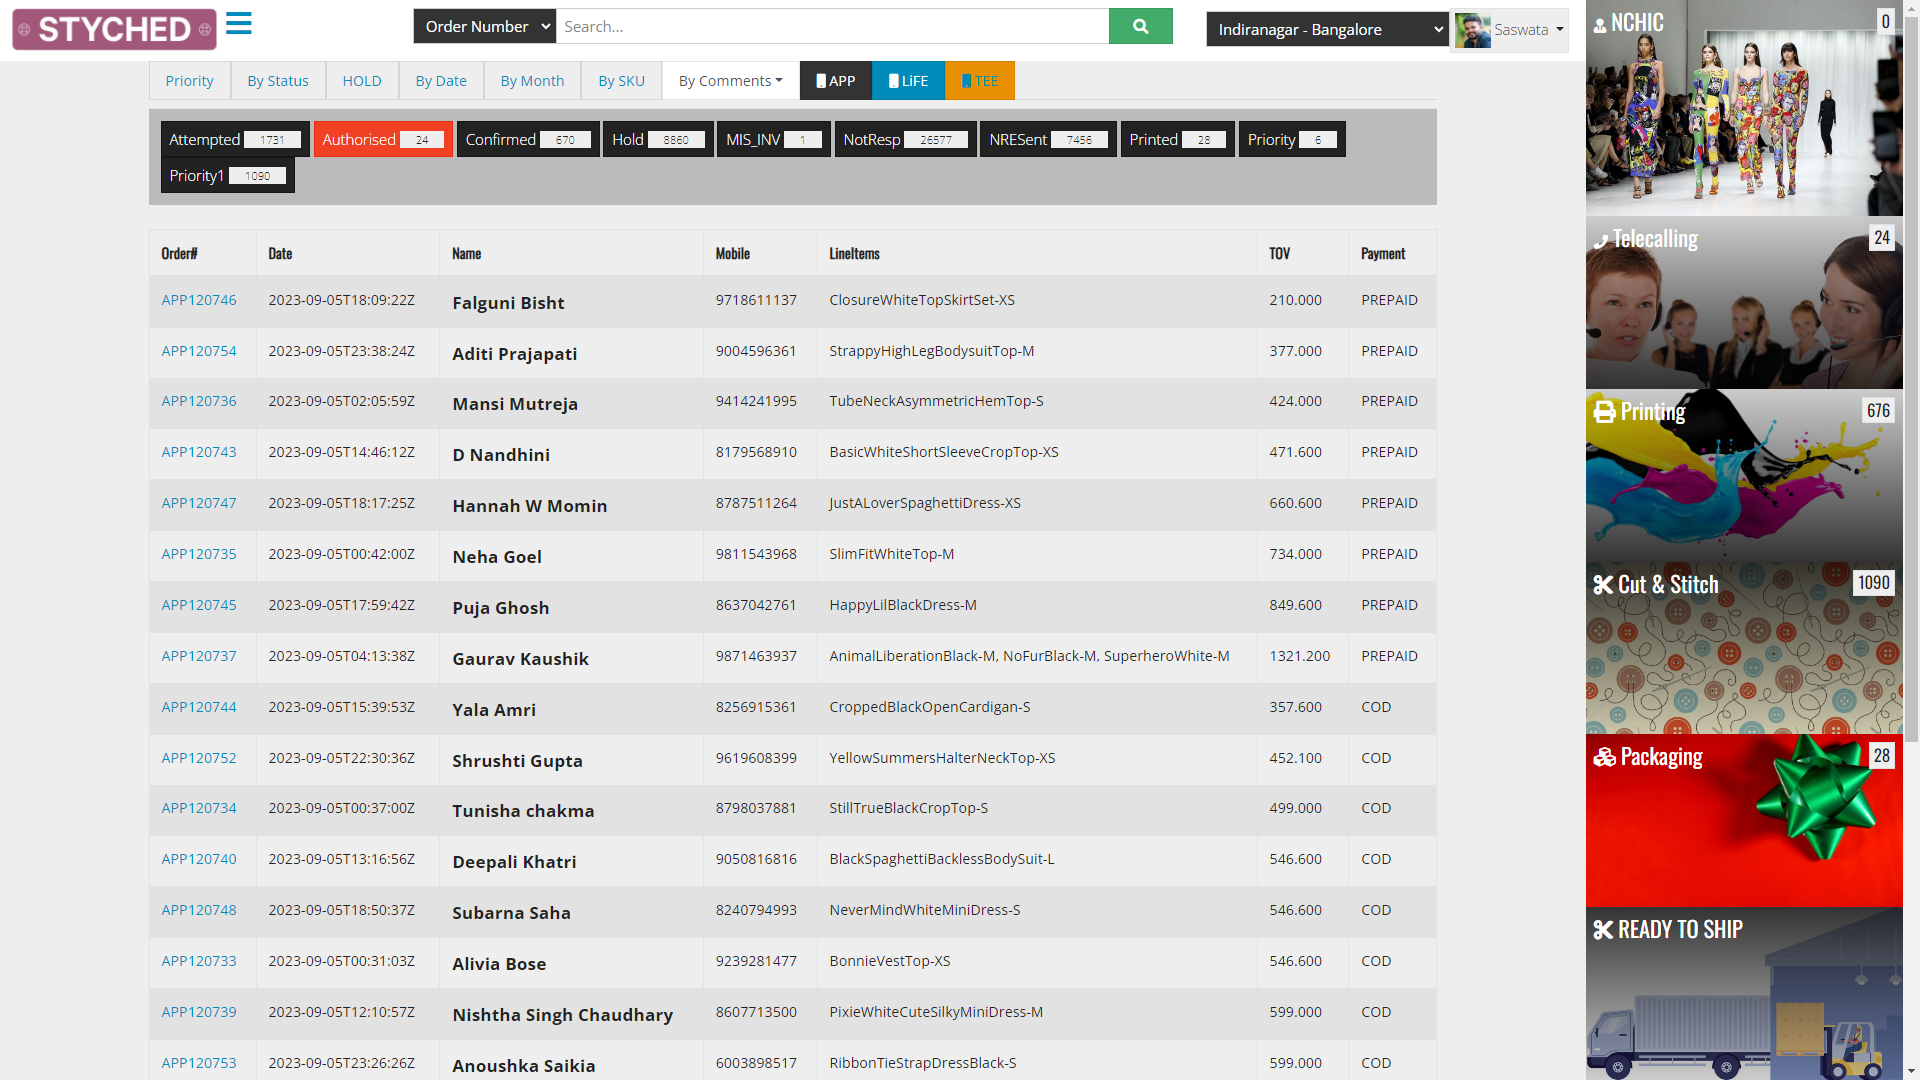 STYCHED
Order Number Search... Indiranagar - Bangalore Saswata
Priority By Status HOLD By Date By Month By SKU By Comments APP LiFE TEE
Attempted 1731 Authorised 24 Confirmed 670 Hold 8860 MIS_INV 1 NotResp 26577 NRESent 7456 Printed 28 Priority 6
Priority1 1090
Order# Date Name Mobile LineItems TOV Payment
APP120746 2023-09-05T18:09:22Z Falguni Bisht 9718611137 ClosureWhiteTopSkirtSet-XS 210.000 PREPAID
APP120754 2023-09-05T23:38:24Z Aditi Prajapati 9004596361 StrappyHighLegBodysuitTop-M 377.000 PREPAID
APP120736 2023-09-05T02:05:59Z Mansi Mutreja 9414241995 TubeNeckAsymmetricHemTop-S 424.000 PREPAID
APP120743 2023-09-05T14:46:12Z D Nandhini 8179568910 BasicWhiteShortSleeveCropTop-XS 471.600 PREPAID
APP120747 2023-09-05T18:17:25Z Hannah W Momin 8787511264 JustALoverSpaghettiDress-XS 660.600 PREPAID
APP120735 2023-09-05T00:42:00Z Neha Goel 9811543968 SlimFitWhiteTop-M 734.000 PREPAID
APP120745 2023-09-05T17:59:42Z Puja Ghosh 8637042761 HappyLilBlackDress-M 849.600 PREPAID
APP120737 2023-09-05T04:13:38Z Gaurav Kaushik 9871463937 AnimalLiberationBlack-M, NoFurBlack-M, SuperheroWhite-M 1321.200 PREPAID
APP120744 2023-09-05T15:39:53Z Yala Amri 8256915361 CroppedBlackOpenCardigan-S 357.600 COD
APP120752 2023-09-05T22:30:36Z Shrushti Gupta 9619608399 YellowSummersHalterNeckTop-XS 452.100 COD
APP120734 2023-09-05T00:37:00Z Tunisha chakma 8798037881 StillTrueBlackCropTop-S 499.000 COD
APP120740 2023-09-05T13:16:56Z Deepali Khatri 9050816816 BlackSpaghettiBacklessBodySuit-L 546.600 COD
APP120748 2023-09-05T18:50:37Z Subarna Saha 8240794993 NeverMindWhiteMiniDress-S 546.600 COD
APP120733 2023-09-05T00:31:03Z Alivia Bose 9239281477 BonnieVestTop-XS 546.600 COD
APP120739 2023-09-05T12:10:57Z Nishtha Singh Chaudhary 8607713500 PixieWhiteCuteSilkyMiniDress-M 599.000 COD
APP120753 2023-09-05T23:26:26Z Anoushka Saikia 6003898517 RibbonTieStrapDressBlack-S 599.000 COD
NCHIC 0
Telecalling 24
Printing 676
Cut & Stitch 1090
Packaging 28
READY TO SHIP